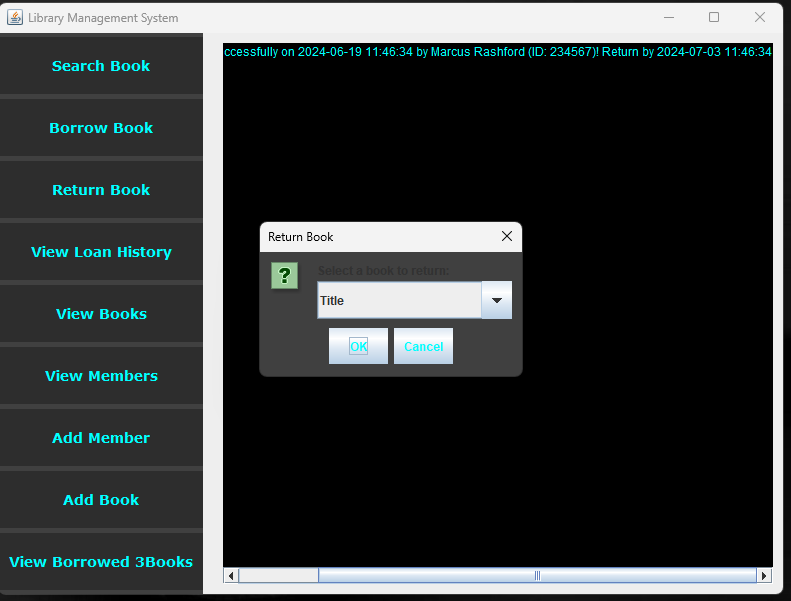 Library Management System
Search Book
Borrow Book
Return Book
View Loan History
View Books
View Members
Add Member
Add Book
View Borrowed 3Books
ccessfully on 2024-06-19 11:46:34 by Marcus Rashford (ID: 234567)! Return by 2024-07-03 11:46:34
Return Book
?
Select a book to return:
Title
OK
Cancel